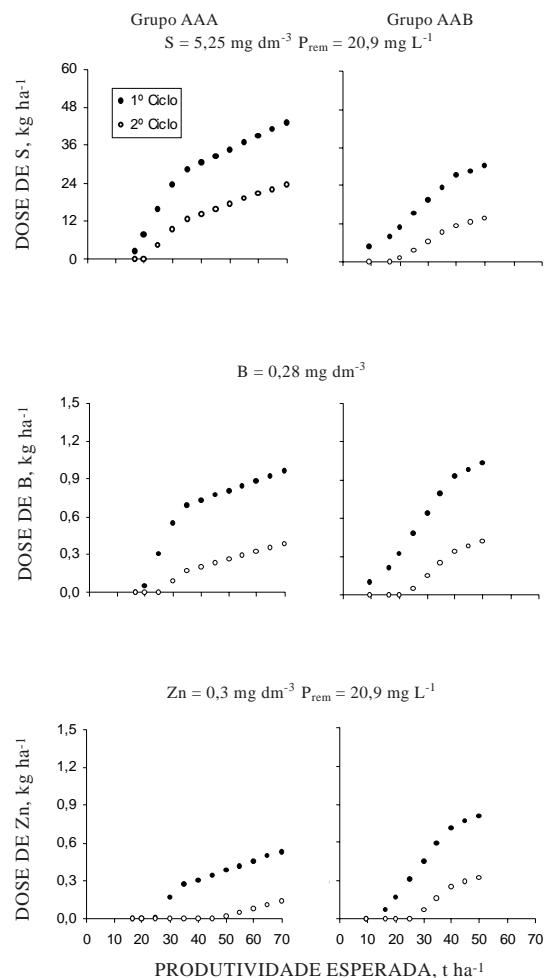 Grupo AAA Grupo AAB
S = 5,25 mg dm-3 Prem = 20,9 mg L-1
DOSE DE S, kg ha-1
60
48
36
24
12
0
1º Ciclo
2º Ciclo
B = 0,28 mg dm-3
DOSE DE B, kg ha-1
1,5
1,2
0,9
0,6
0,3
0,0
Zn = 0,3 mg dm-3 Prem = 20,9 mg L-1
DOSE DE Zn, kg ha-1
1,5
1,2
0,9
0,6
0,3
0,0
0 10 20 30 40 50 60 70 0 10 20 30 40 50 60 70
PRODUTIVIDADE ESPERADA, t ha-1